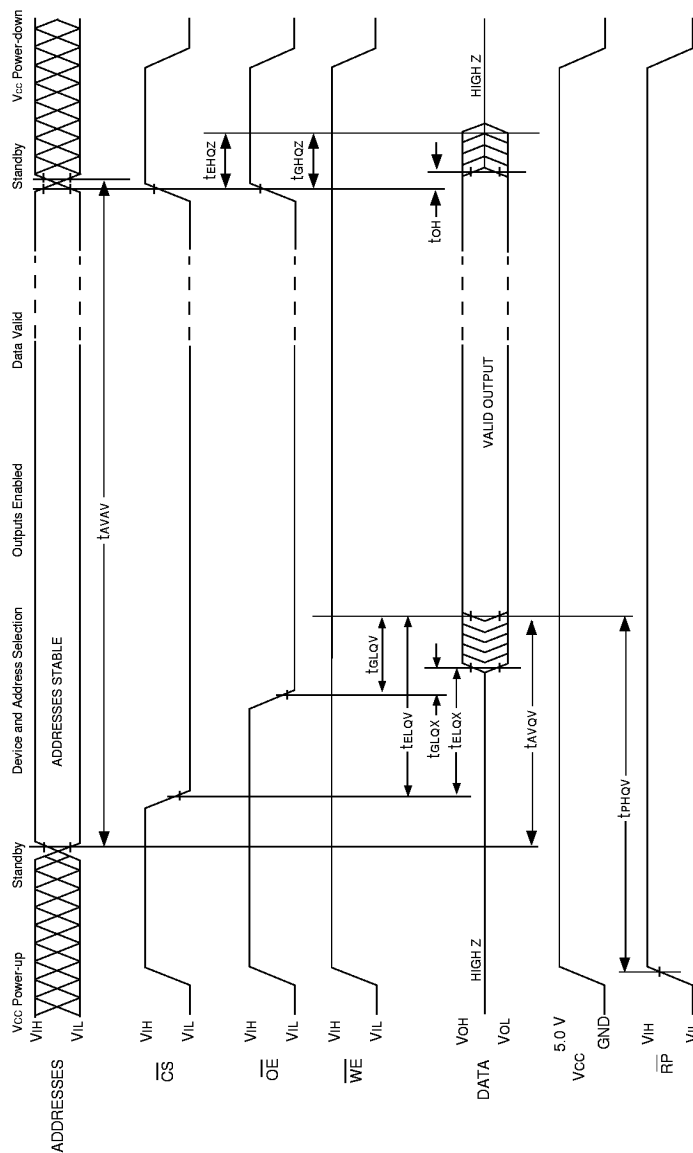 Vcc Power-up Standby Device and Address Selection Outputs Enabled Data Valid Standby Vcc Power-down
ADDRESSES
VIH
VIL
ADDRESSES STABLE
tAVAV
CS
VIH
VIL
tEHQZ
OE
VIH
VIL
tGHQZ
WE
VIH
VIL
tGLQV
tELQV
tGLQX
tELQX
tOH
DATA
VOH
VOL
HIGH Z
VALID OUTPUT
HIGH Z
tAVQV
VCC
5.0 V
GND
tPHQV
RP
VIH
VIL